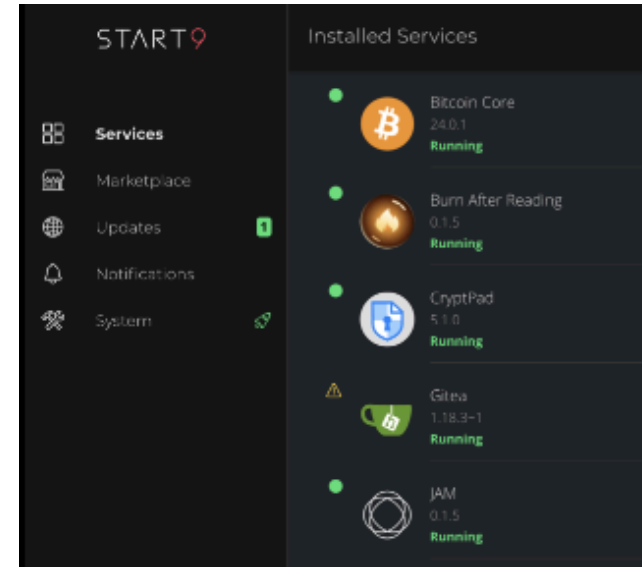 START9
Services
Marketplace
Updates 1
Notifications
System
Installed Services
Bitcoin Core
24.0.1
Running
Burn After Reading
0.1.5
Running
CryptPad
5.1.0
Running
Gitea
1.18.3~1
Running
JAM
0.1.5
Running